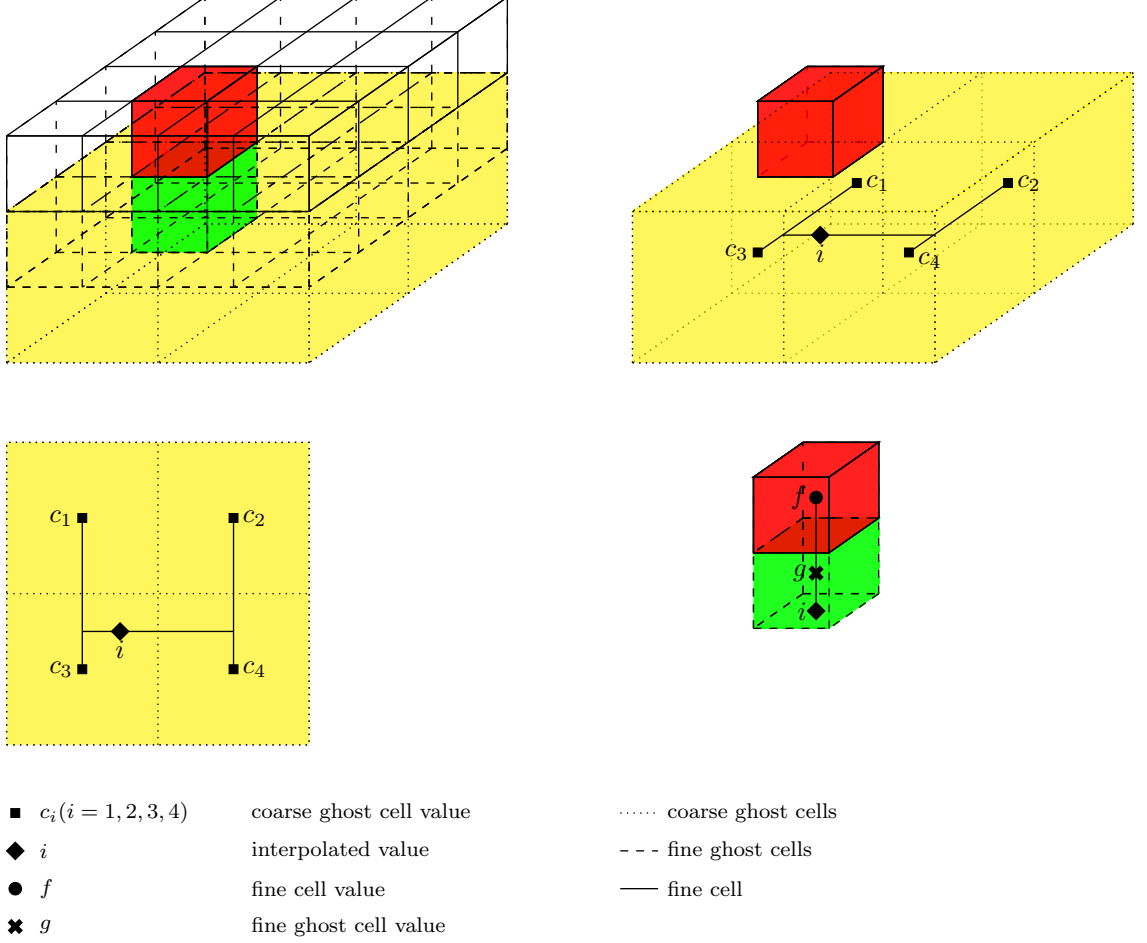 c₁
c₂
c₃
i
c₄
c₁
c₂
i
c₃
c₄
f
g
i
cᵢ(i = 1, 2, 3, 4) coarse ghost cell value
coarse ghost cells
i interpolated value
fine ghost cells
f fine cell value
fine cell
g fine ghost cell value